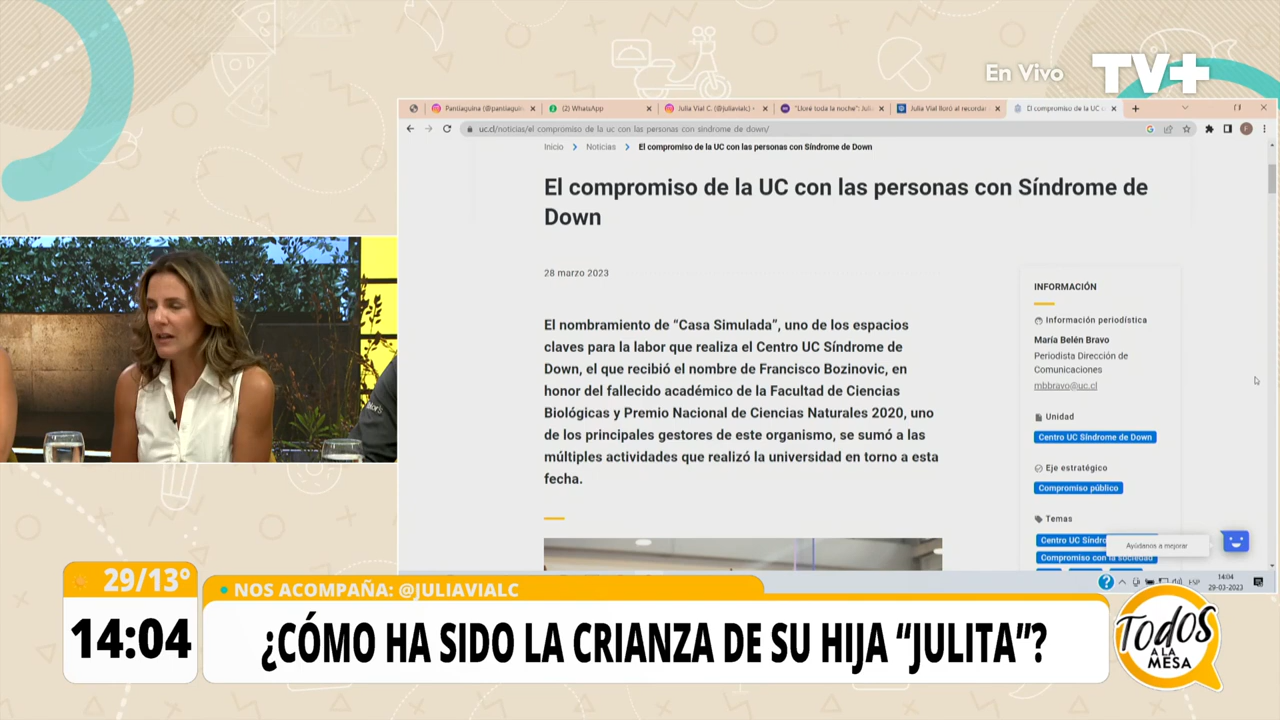 En Vivo TV+
Pantiaguina (@pantiaguin
(2) WhatsApp
Julia Vial C. (@juliavialc) •
"Lloré toda la noche": Juli
Julia Vial lloró al recordar
El compromiso de la UC co
uc.cl/noticias/el compromiso de la uc con las personas con sindrome de down/
Inicio > Noticias > El compromiso de la UC con las personas con Síndrome de Down
El compromiso de la UC con las personas con Síndrome de
Down
28 marzo 2023
El nombramiento de “Casa Simulada”, uno de los espacios
claves para la labor que realiza el Centro UC Síndrome de
Down, el que recibió el nombre de Francisco Bozinovic, en
honor del fallecido académico de la Facultad de Ciencias
Biológicas y Premio Nacional de Ciencias Naturales 2020, uno
de los principales gestores de este organismo, se sumó a las
múltiples actividades que realizó la universidad en torno a esta
fecha.
INFORMACIÓN
Información periodística
María Belén Bravo
Periodista Dirección de
Comunicaciones
mbbravo@uc.cl
Unidad
Centro UC Síndrome de Down
Eje estratégico
Compromiso público
Temas
Centro UC Síndro
Compromiso con la sociedad
Ayúdanos a mejorar
ESP
14:04
29-03-2023
29/13°
14:04
NOS ACOMPAÑA: @JULIAVIALC
¿CÓMO HA SIDO LA CRIANZA DE SU HIJA “JULITA”?
TODOS
A LA
MESA